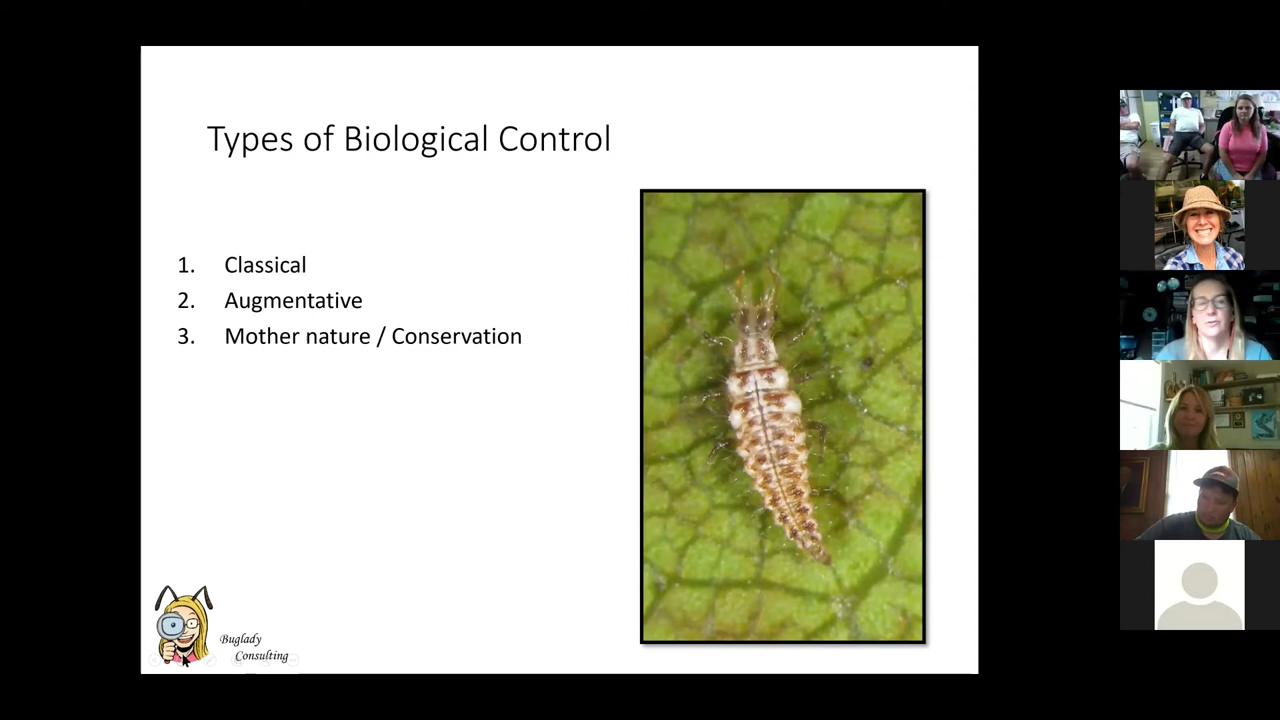 Types of Biological Control
1. Classical
2. Augmentative
3. Mother nature / Conservation
Buglady
Consulting